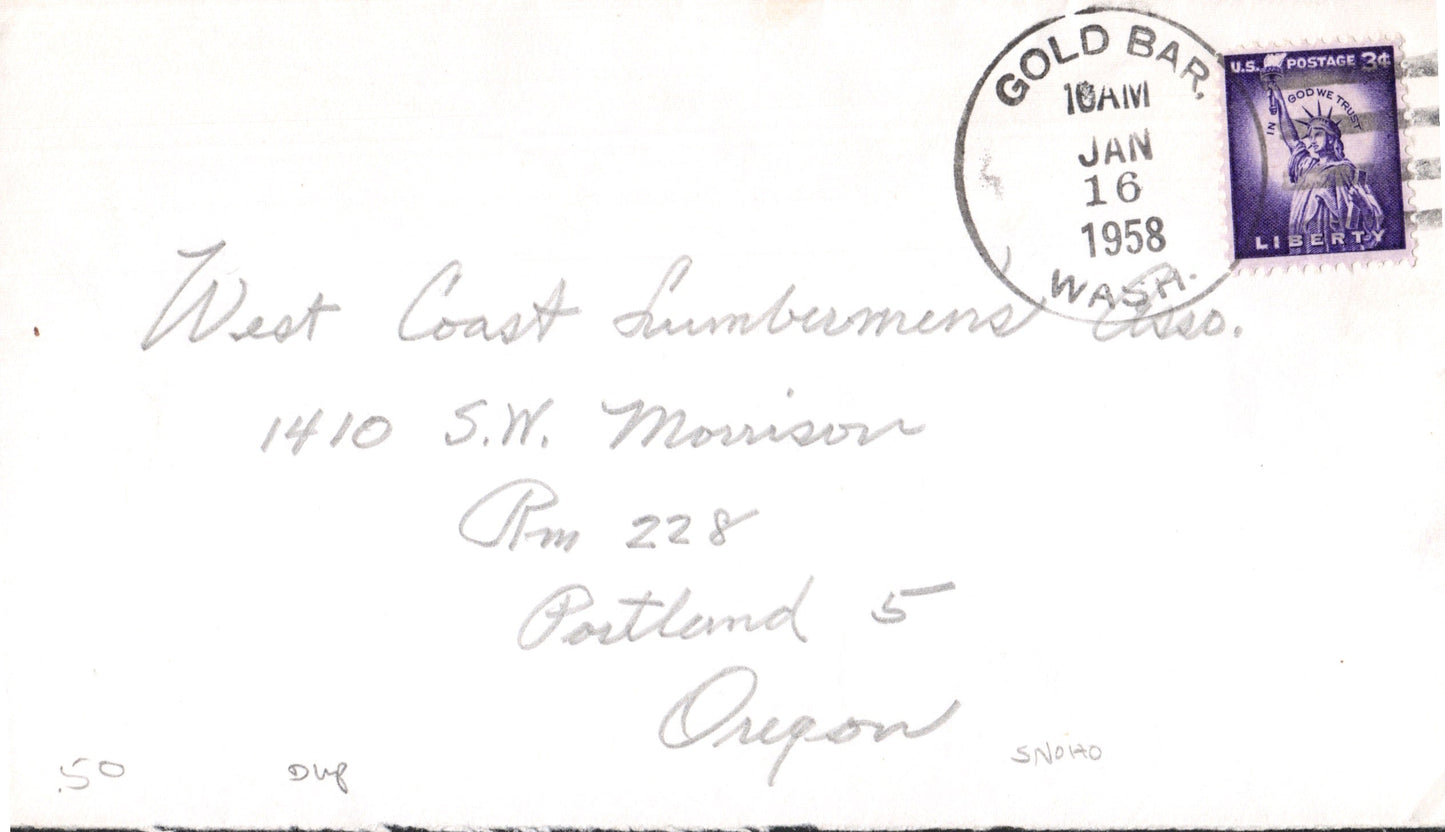 GOLD BAR,
10AM
JAN
16
1958
WASH.
U.S. POSTAGE 3¢
IN GOD WE TRUST
LIBERTY
West Coast Lumbermens Asso.
1410 S.W. Morrison
Rm 228
Portland 5
Oregon
.50 Dup SNOHO